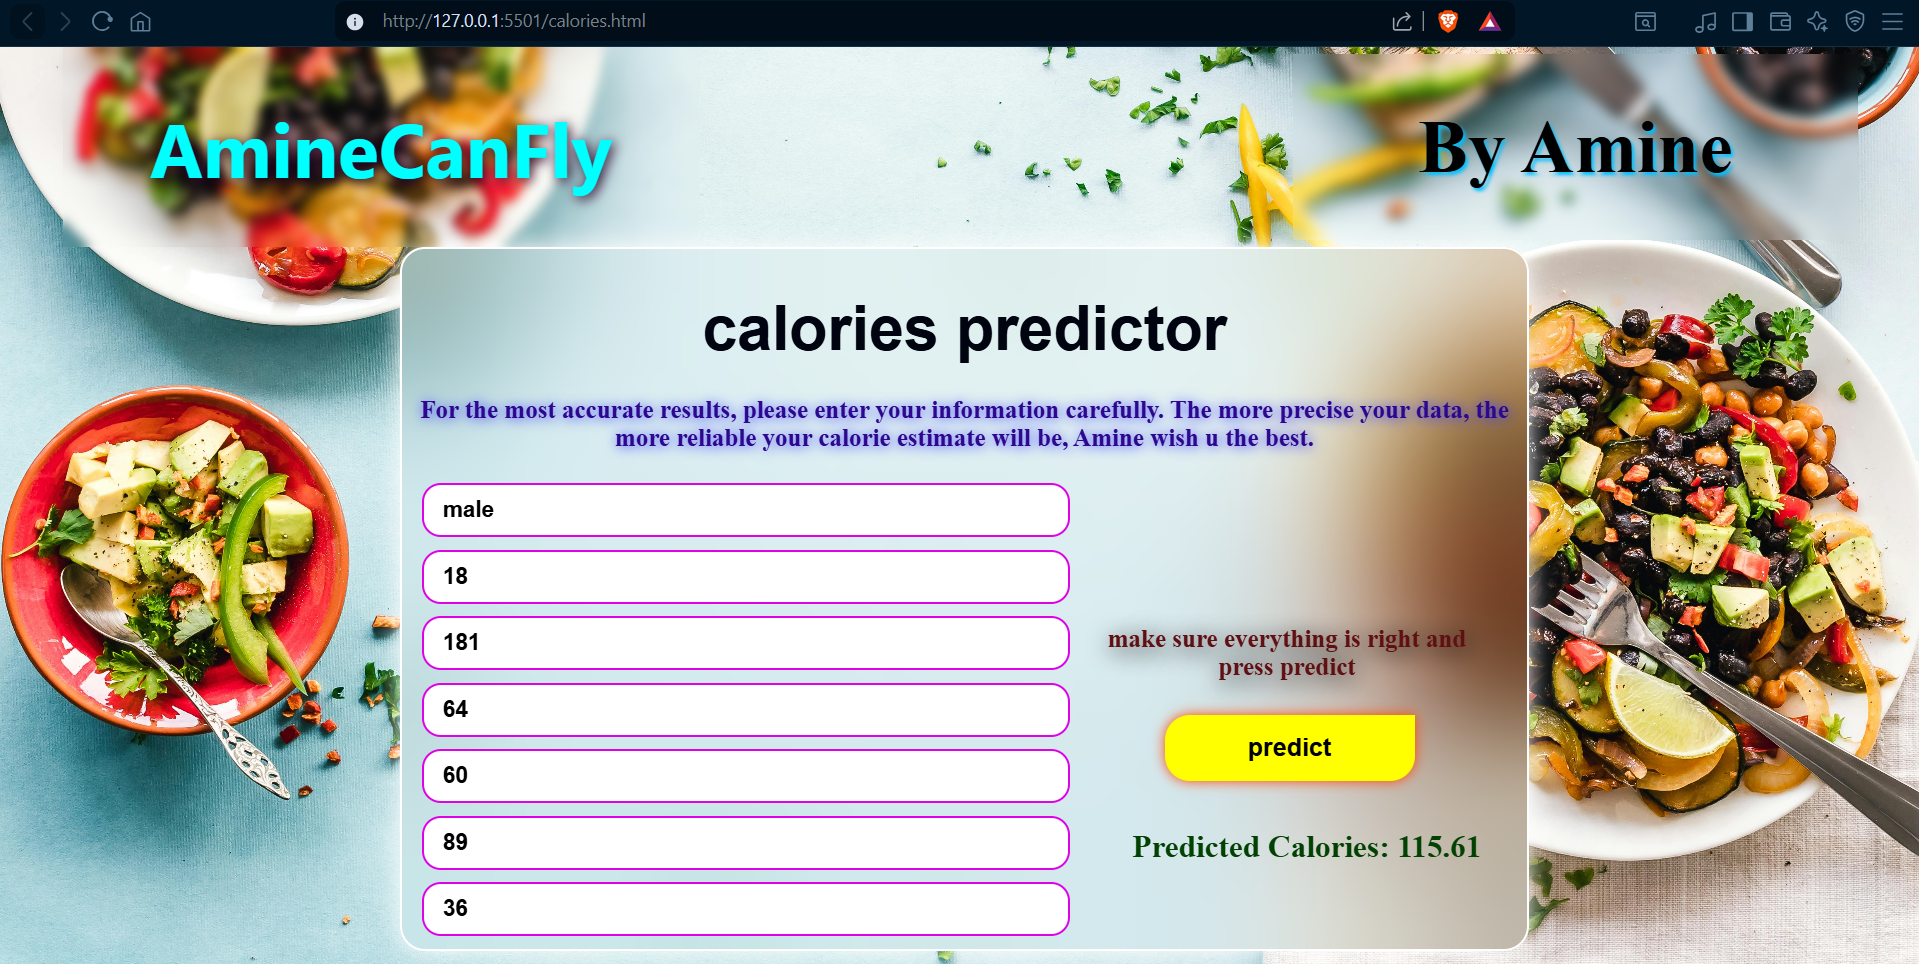 http://127.0.0.1:5501/calories.html
AmineCanFly
By Amine
calories predictor
For the most accurate results, please enter your information carefully. The more precise your data, the
more reliable your calorie estimate will be, Amine wish u the best.
male
18
181
64
60
89
36
make sure everything is right and
press predict
predict
Predicted Calories: 115.61